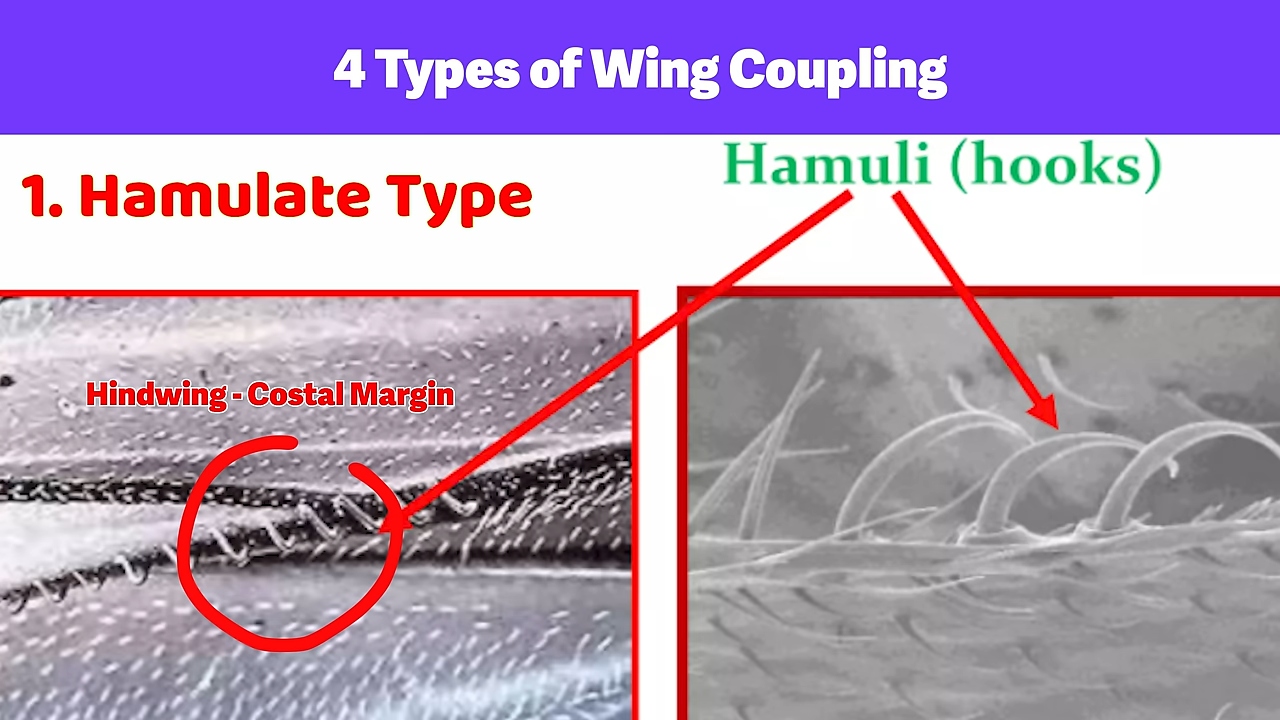 4 Types of Wing Coupling
1. Hamulate Type
Hamuli (hooks)
Hindwing - Costal Margin